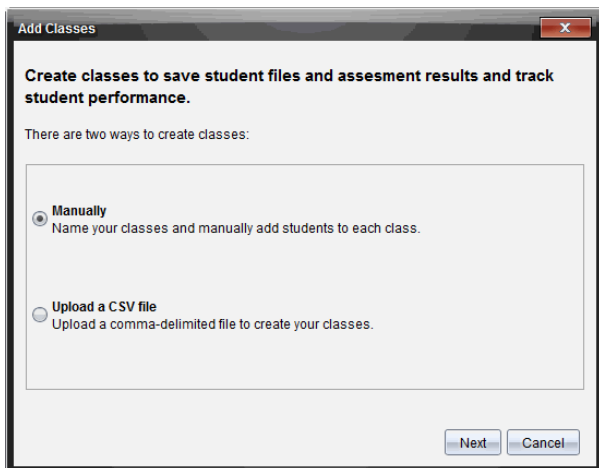 Add Classes
X
Create classes to save student files and assesment results and track
student performance.
There are two ways to create classes:
Manually
Name your classes and manually add students to each class.
Upload a CSV file
Upload a comma-delimited file to create your classes.
Next Cancel